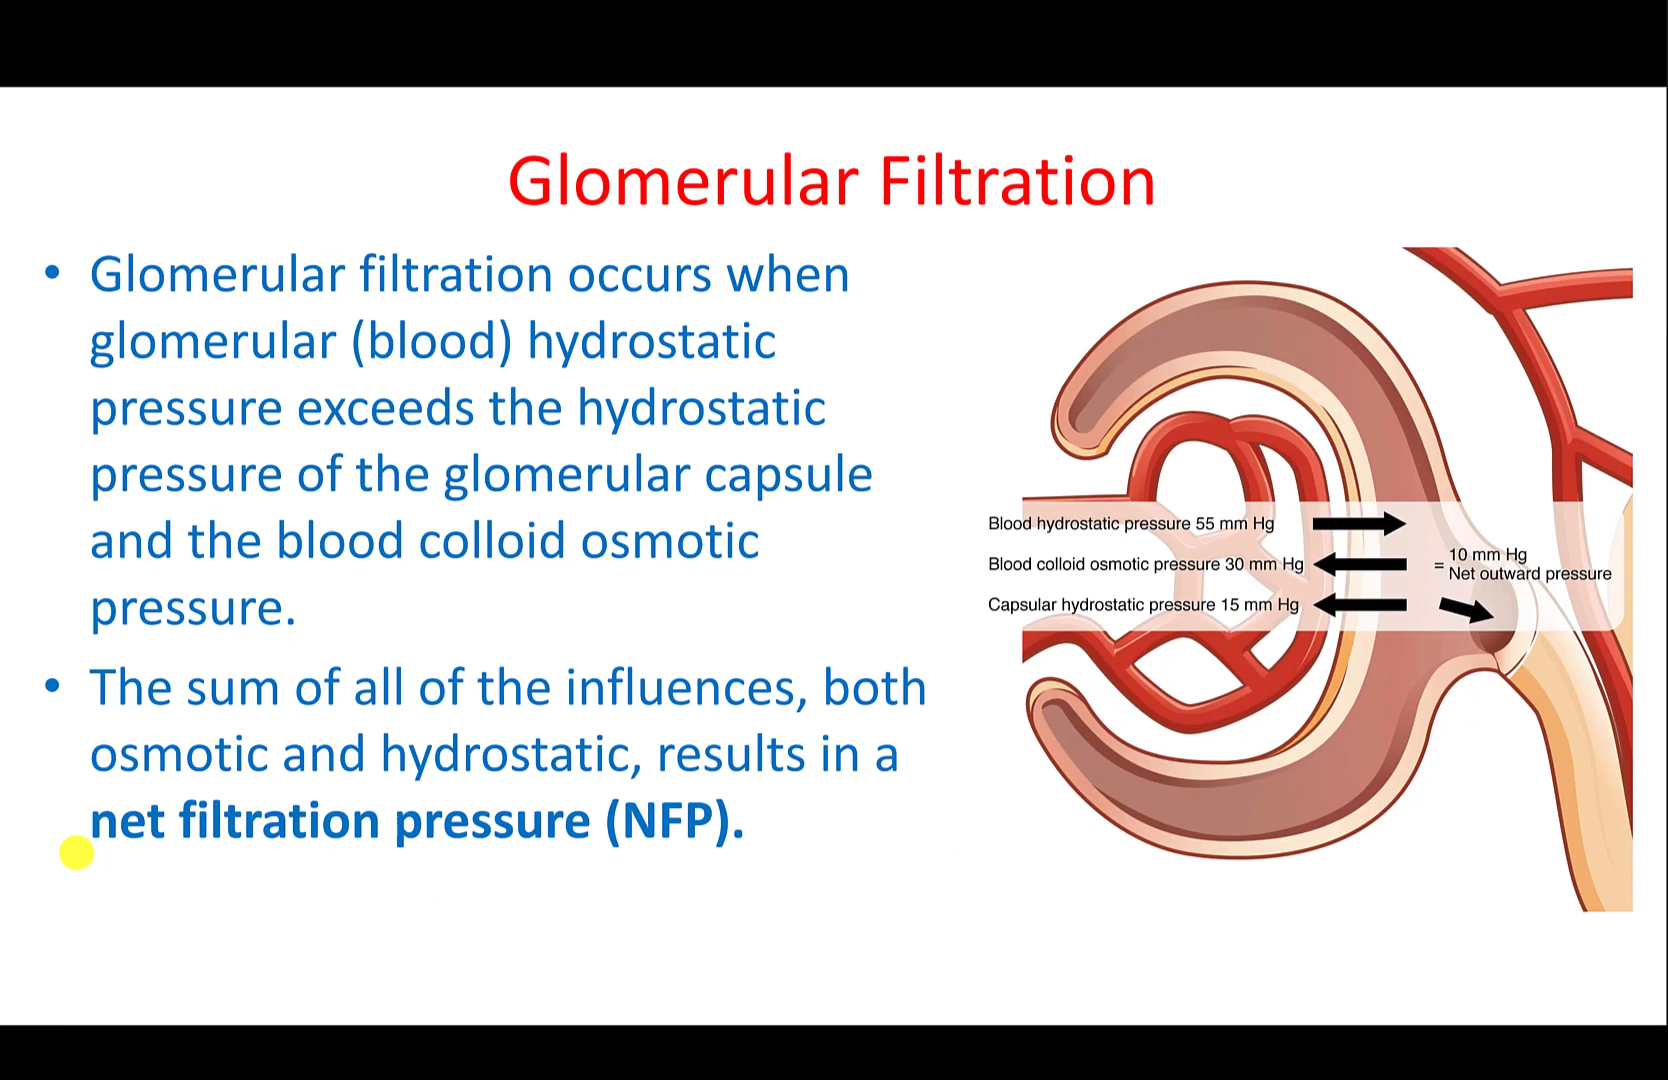 Glomerular Filtration
• Glomerular filtration occurs when
glomerular (blood) hydrostatic
pressure exceeds the hydrostatic
pressure of the glomerular capsule
and the blood colloid osmotic
pressure.
• The sum of all of the influences, both
osmotic and hydrostatic, results in a
net filtration pressure (NFP).
Blood hydrostatic pressure 55 mm Hg
Blood colloid osmotic pressure 30 mm Hg
Capsular hydrostatic pressure 15 mm Hg
= 10 mm Hg
Net outward pressure